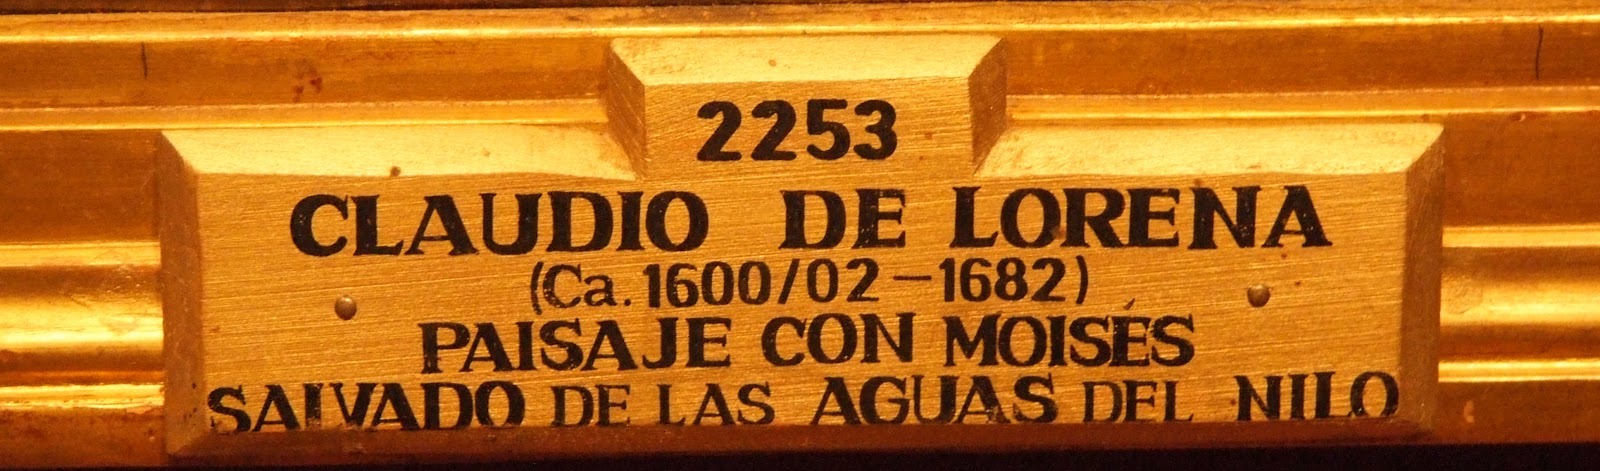 2253
CLAUDIO DE LORENA
(Ca. 1600/02 – 1682)
PAISAJE CON MOISÉS
SALVADO DE LAS AGUAS DEL NILO